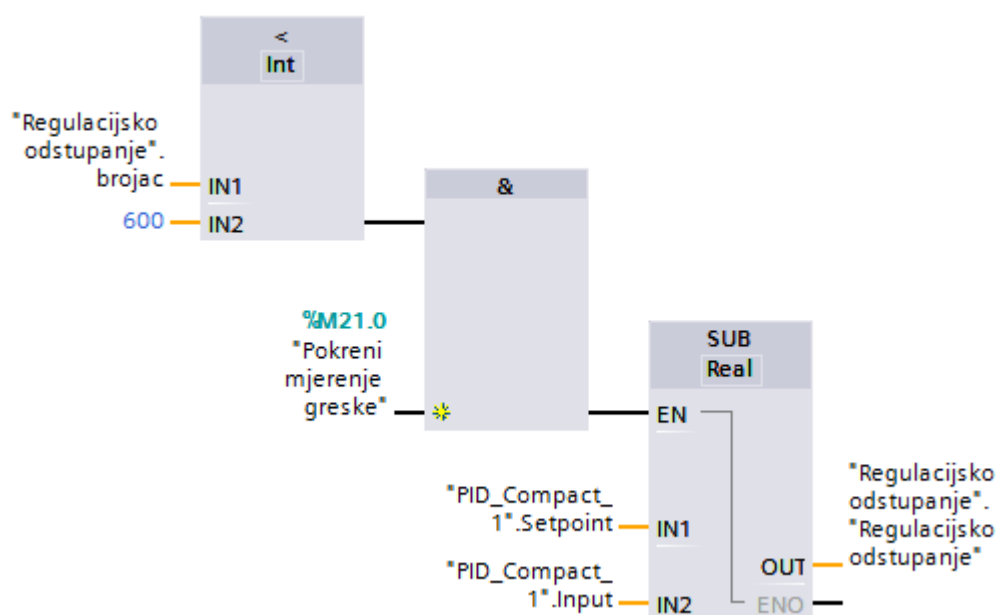 <
Int
"Regulacijsko
odstupanje".
brojac
IN1
600
IN2
&
%M21.0
"Pokreni
mjerenje
greske"
SUB
Real
EN
"PID_Compact_
1".Setpoint
IN1
"PID_Compact_
1".Input
IN2
OUT
ENO
"Regulacijsko
odstupanje".
"Regulacijsko
odstupanje"